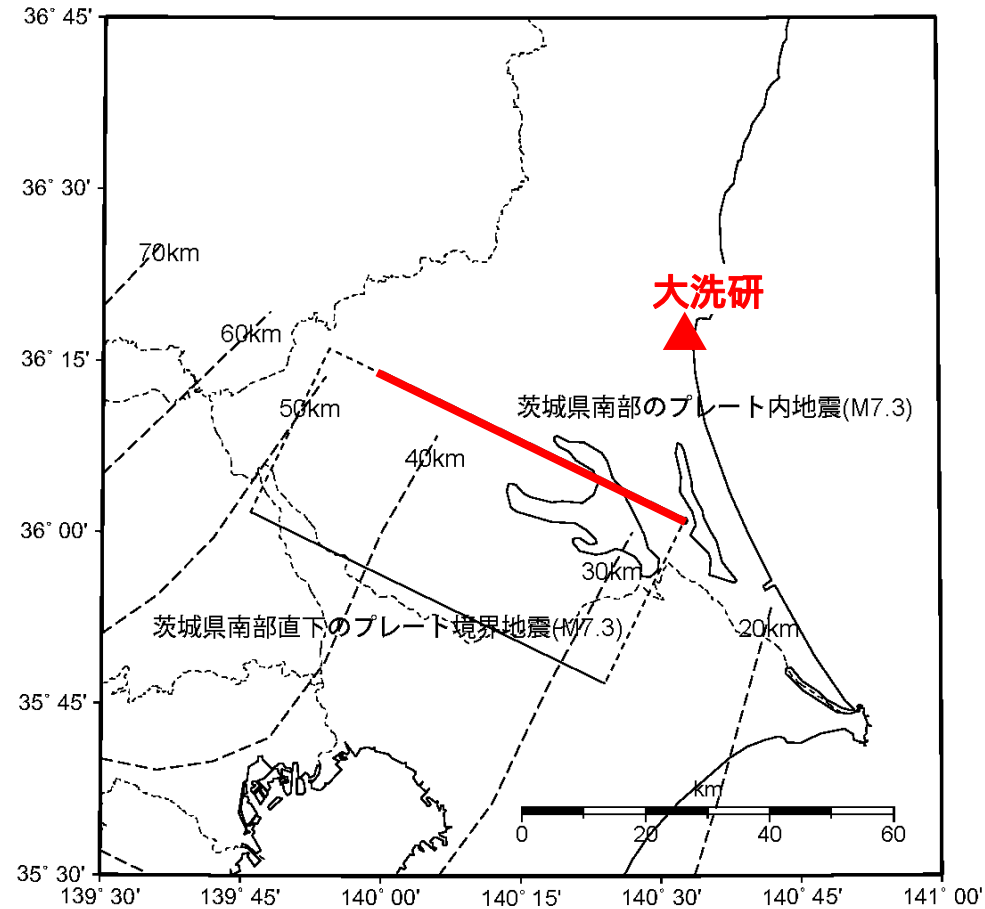 36° 45'
36° 30'
70km
大洗研
60km
36° 15'
50km
茨城県南部のプレート内地震(M7.3)
40km
36° 00'
30km
茨城県南部直下のプレート境界地震(M7.3)
20km
35° 45'
km
0 20 40 60
35° 30'
139° 30' 139° 45' 140° 00' 140° 15' 140° 30' 140° 45' 141° 00'